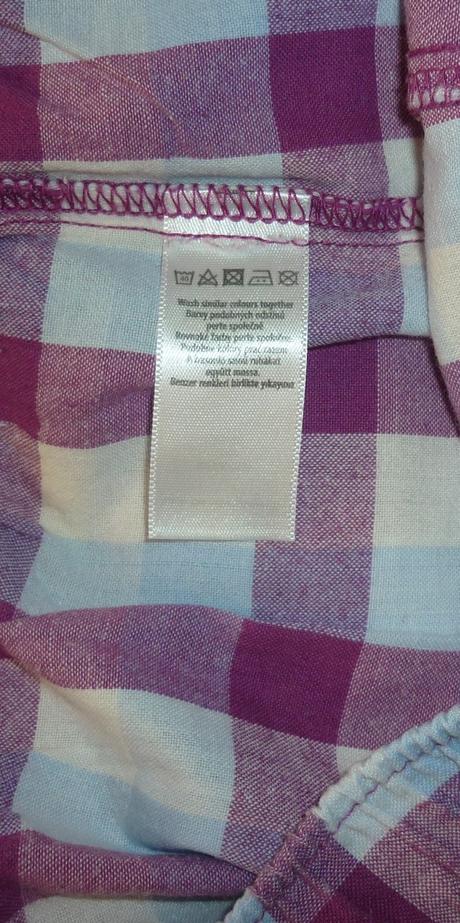 40
Wash similar colours together
Barvy podobných odstínů
perte společně
Rovnaké farby perte spoločne
Podobne kolory prać razem
A hasonló színű ruhákat
együtt mossa.
Benzer renkleri birlikte yıkayınız